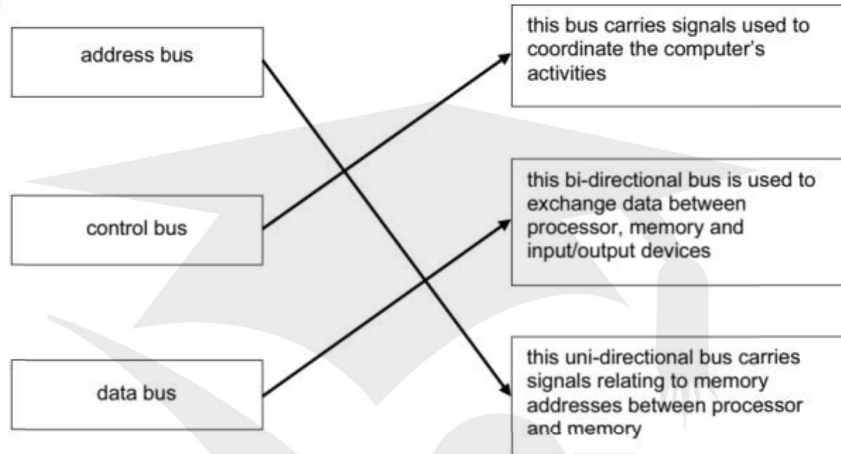 address bus
this bus carries signals used to
coordinate the computer's
activities
control bus
this bi-directional bus is used to
exchange data between
processor, memory and
input/output devices
data bus
this uni-directional bus carries
signals relating to memory
addresses between processor
and memory